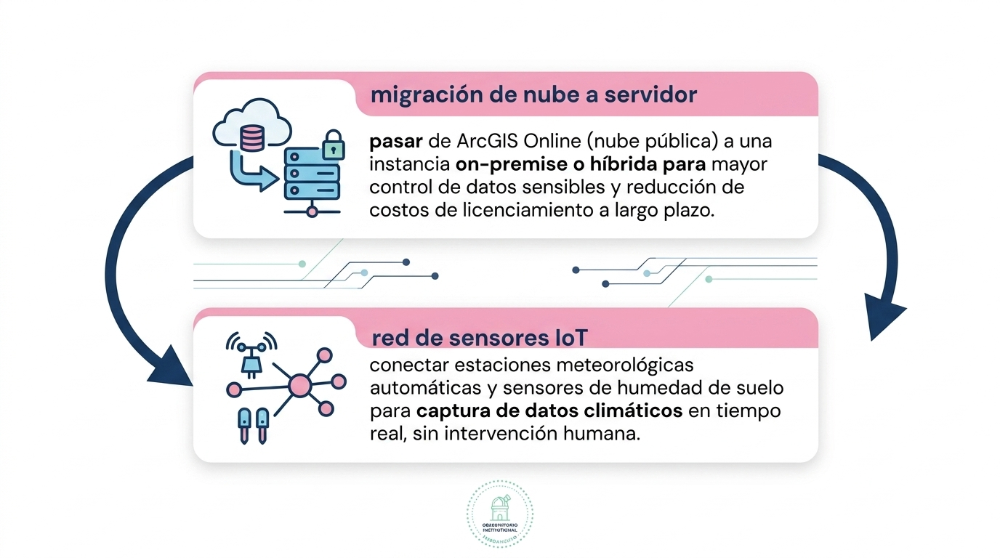 migración de nube a servidor
pasar de ArcGIS Online (nube pública) a una
instancia on-premise o híbrida para mayor
control de datos sensibles y reducción de
costos de licenciamiento a largo plazo.
red de sensores IoT
conectar estaciones meteorológicas
automáticas y sensores de humedad de suelo
para captura de datos climáticos en tiempo
real, sin intervención humana.